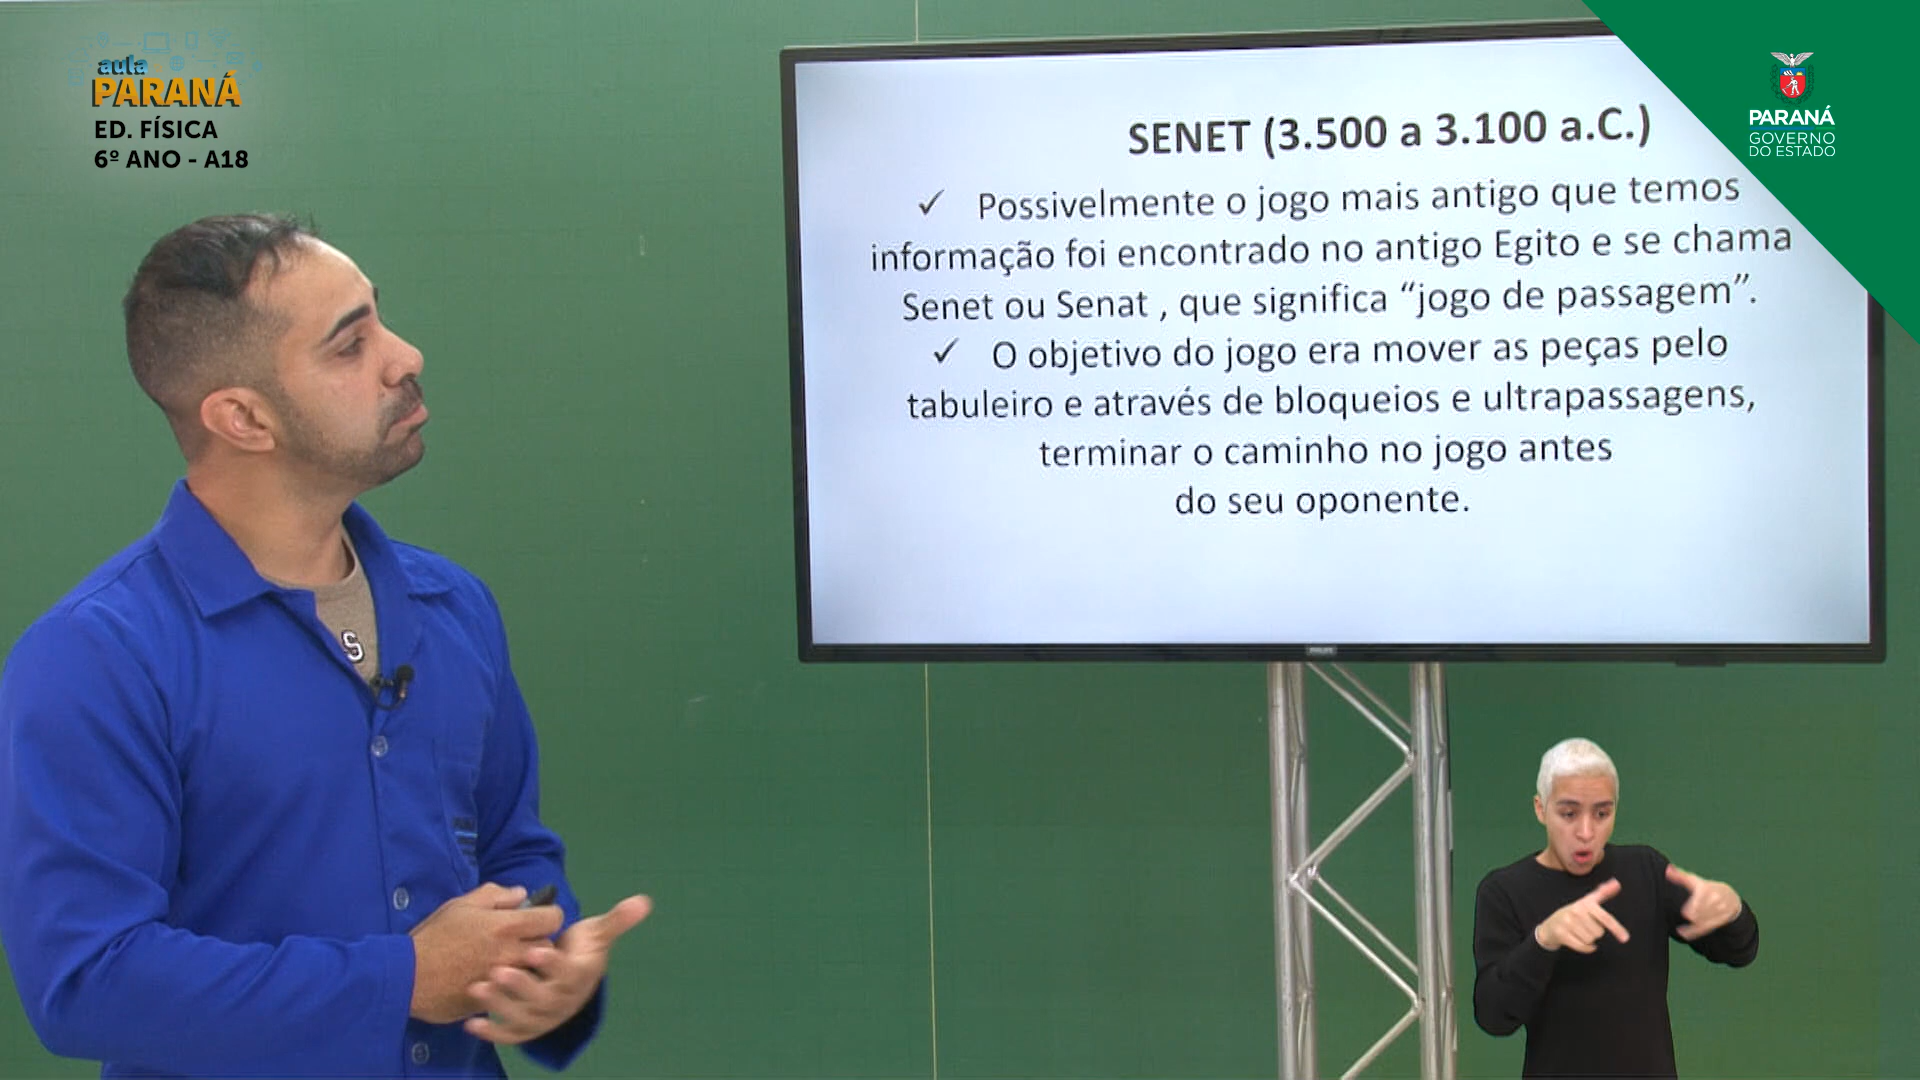 aula
PARANÁ
ED. FÍSICA
6º ANO - A18
PARANÁ
GOVERNO
DO ESTADO
SENET (3.500 a 3.100 a.C.)
✓ Possivelmente o jogo mais antigo que temos
informação foi encontrado no antigo Egito e se chama
Senet ou Senat , que significa “jogo de passagem”.
✓ O objetivo do jogo era mover as peças pelo
tabuleiro e através de bloqueios e ultrapassagens,
terminar o caminho no jogo antes
do seu oponente.
S
PHILIPS